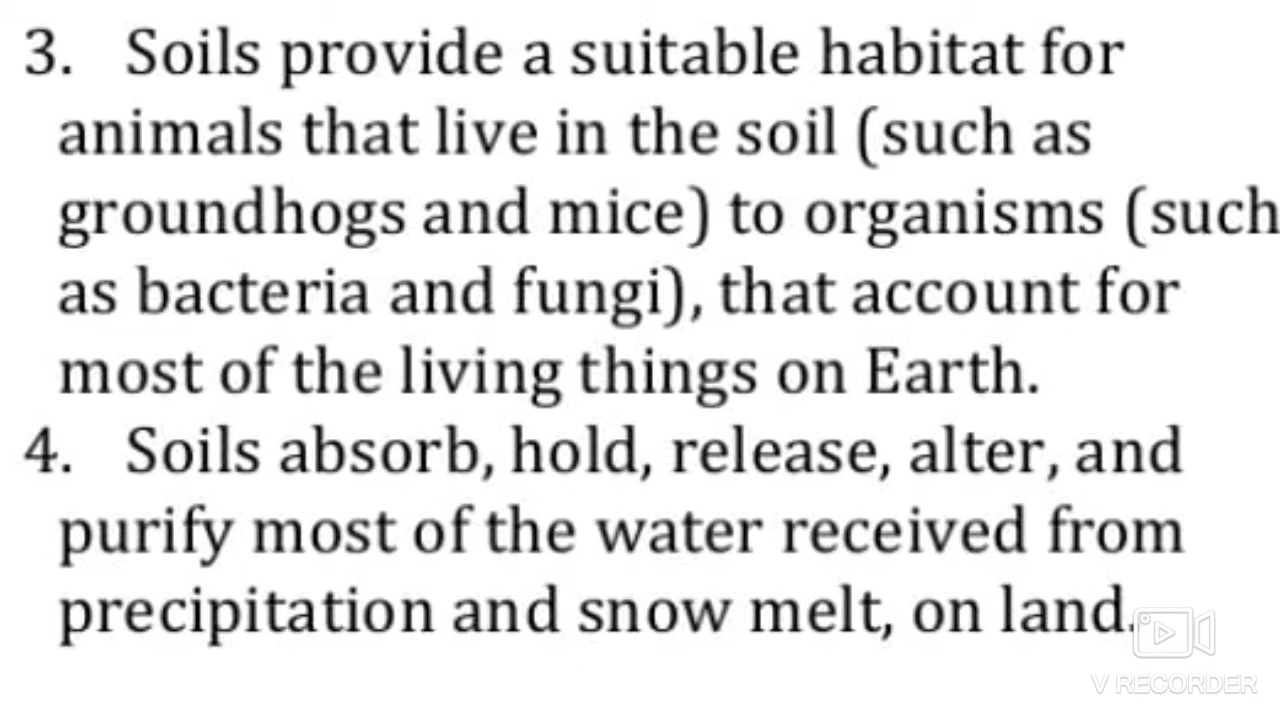 3. Soils provide a suitable habitat for
animals that live in the soil (such as
groundhogs and mice) to organisms (such
as bacteria and fungi), that account for
most of the living things on Earth.
4. Soils absorb, hold, release, alter, and
purify most of the water received from
precipitation and snow melt, on land.
V RECORDER